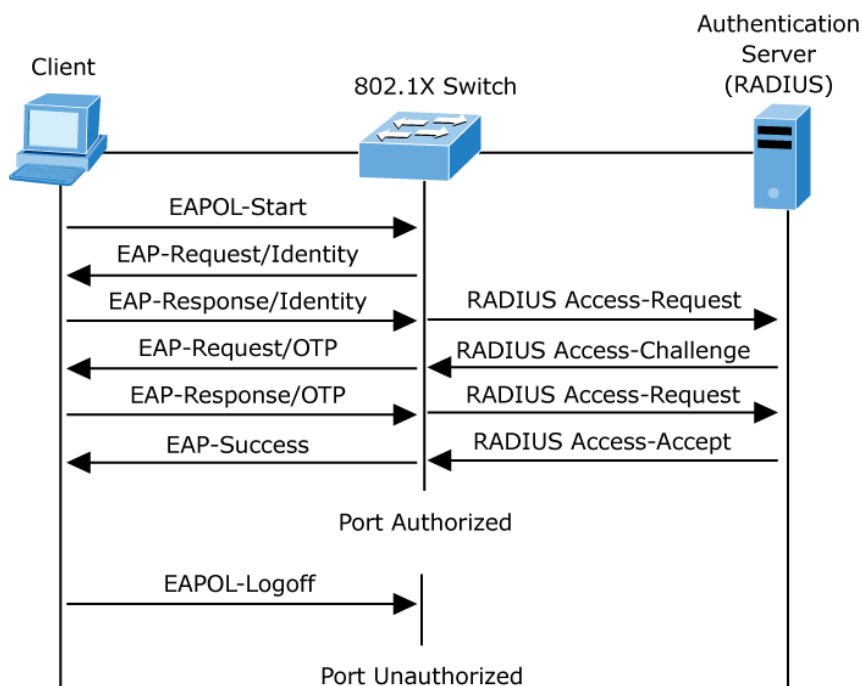 Authentication
Server
(RADIUS)
Client
802.1X Switch
EAPOL-Start
EAP-Request/Identity
EAP-Response/Identity
RADIUS Access-Request
EAP-Request/OTP
RADIUS Access-Challenge
EAP-Response/OTP
RADIUS Access-Request
EAP-Success
RADIUS Access-Accept
Port Authorized
EAPOL-Logoff
Port Unauthorized